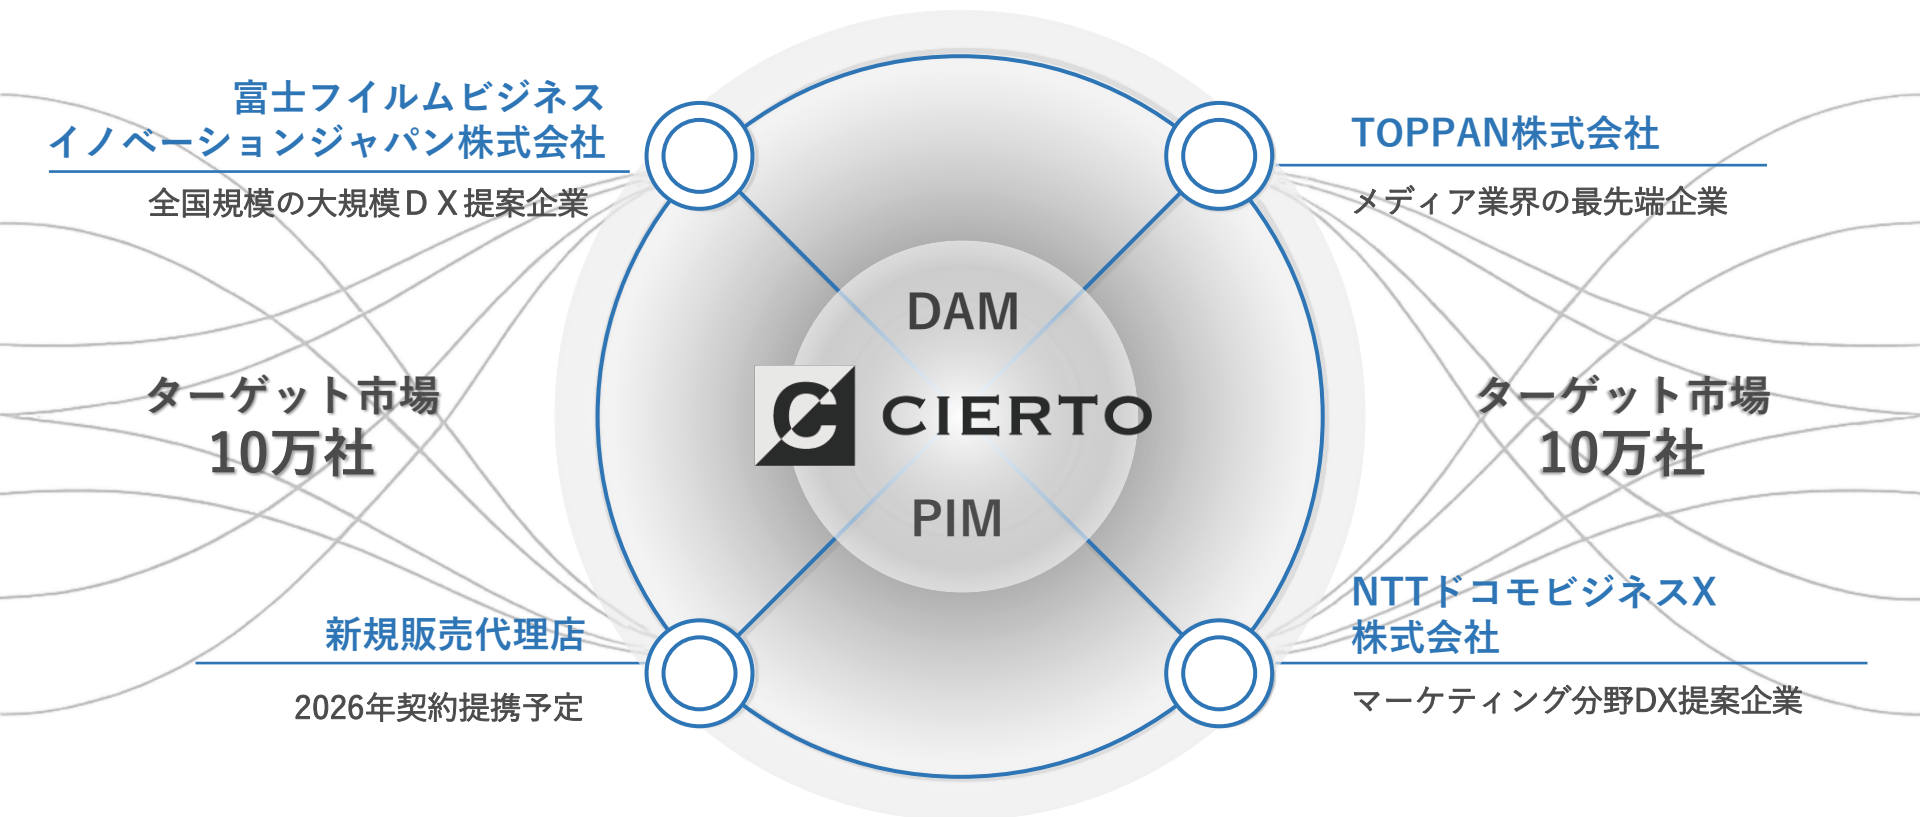 富士フイルムビジネス
イノベーションジャパン株式会社
全国規模の大規模ＤＸ提案企業
TOPPAN株式会社
メディア業界の最先端企業
DAM
C CIERTO
PIM
ターゲット市場
10万社
ターゲット市場
10万社
新規販売代理店
2026年契約提携予定
NTTドコモビジネスX
株式会社
マーケティング分野DX提案企業